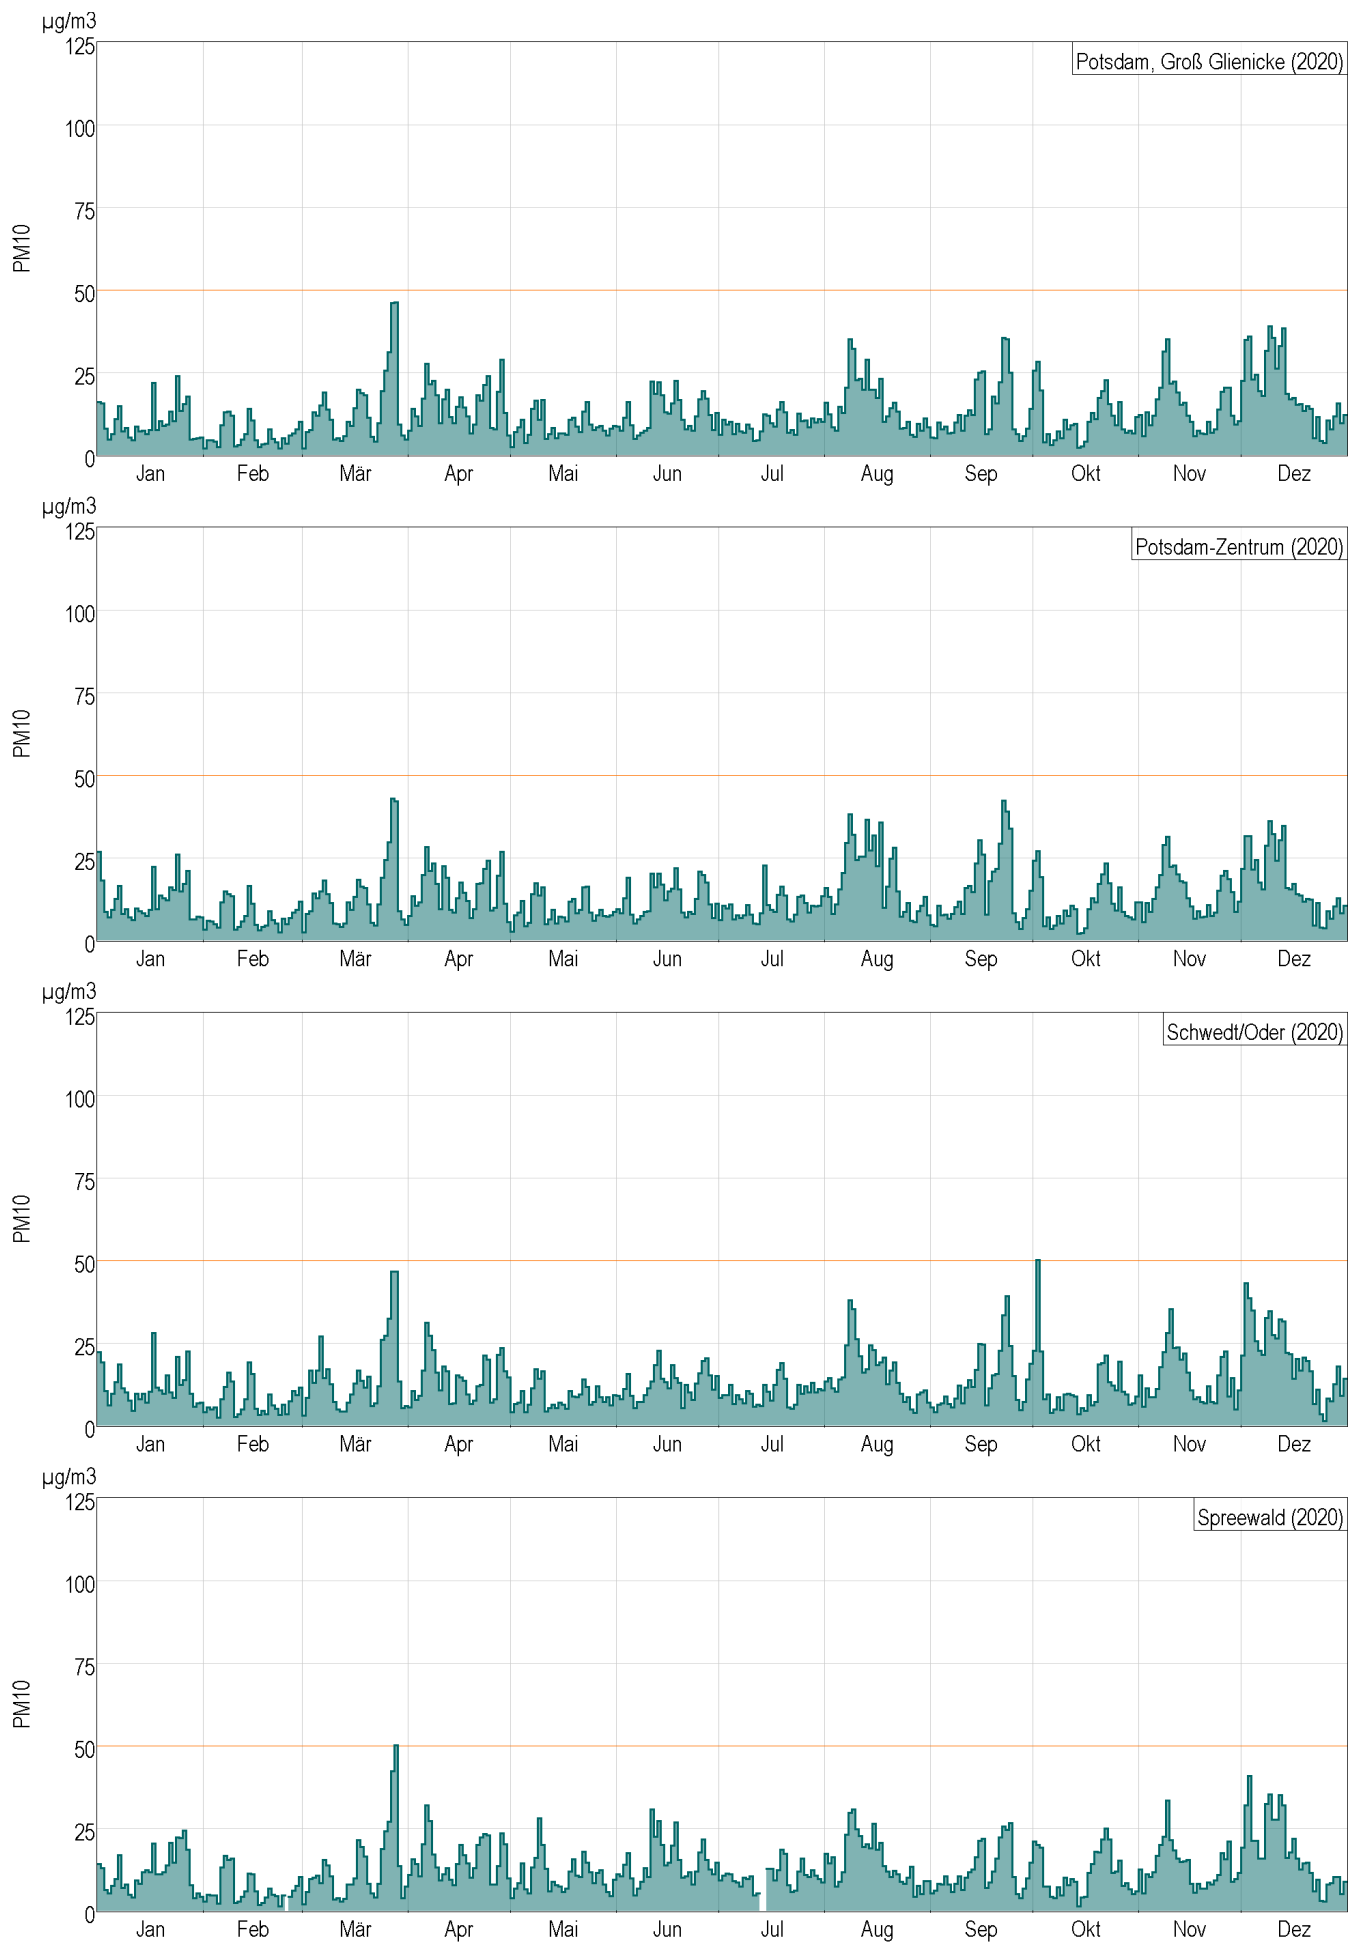 µg/m3
125
Potsdam, Groß Glienicke (2020)
100
75
PM10
50
25
0
Jan Feb Mär Apr Mai Jun Jul Aug Sep Okt Nov Dez
µg/m3
125
Potsdam-Zentrum (2020)
100
75
PM10
50
25
0
Jan Feb Mär Apr Mai Jun Jul Aug Sep Okt Nov Dez
µg/m3
125
Schwedt/Oder (2020)
100
75
PM10
50
25
0
Jan Feb Mär Apr Mai Jun Jul Aug Sep Okt Nov Dez
µg/m3
125
Spreewald (2020)
100
75
PM10
50
25
0
Jan Feb Mär Apr Mai Jun Jul Aug Sep Okt Nov Dez